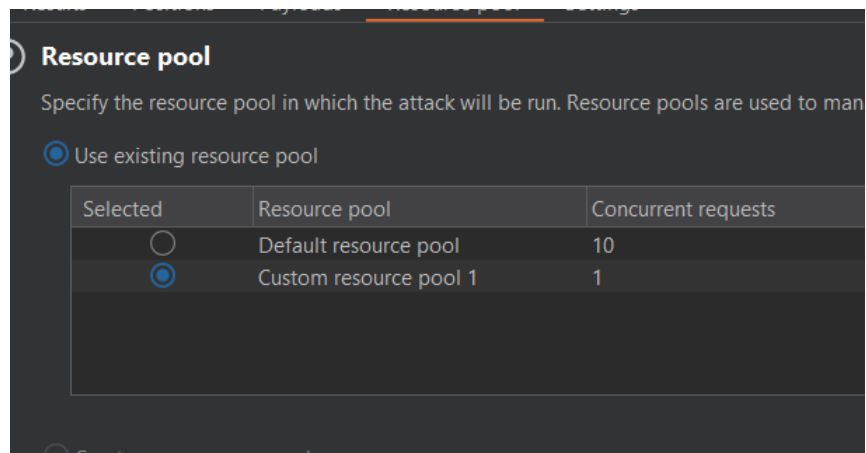 Resource pool
Specify the resource pool in which the attack will be run. Resource pools are used to man
Use existing resource pool
Selected Resource pool Concurrent requests
Default resource pool 10
Custom resource pool 1 1